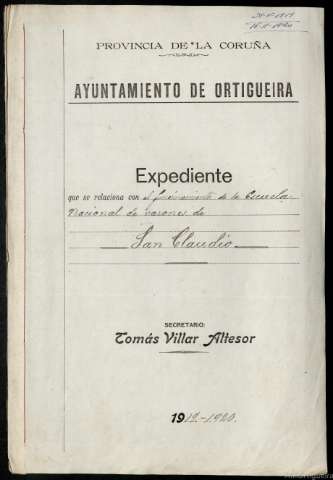 PROVINCIA DE LA CORUÑA
AYUNTAMIENTO DE ORTIGUEIRA
Expediente
que se relaciona con el funcionamiento de la Escuela
Nacional de varones de
San Claudio
SECRETARIO:
Tomás Villar Altesor
1919-1920.